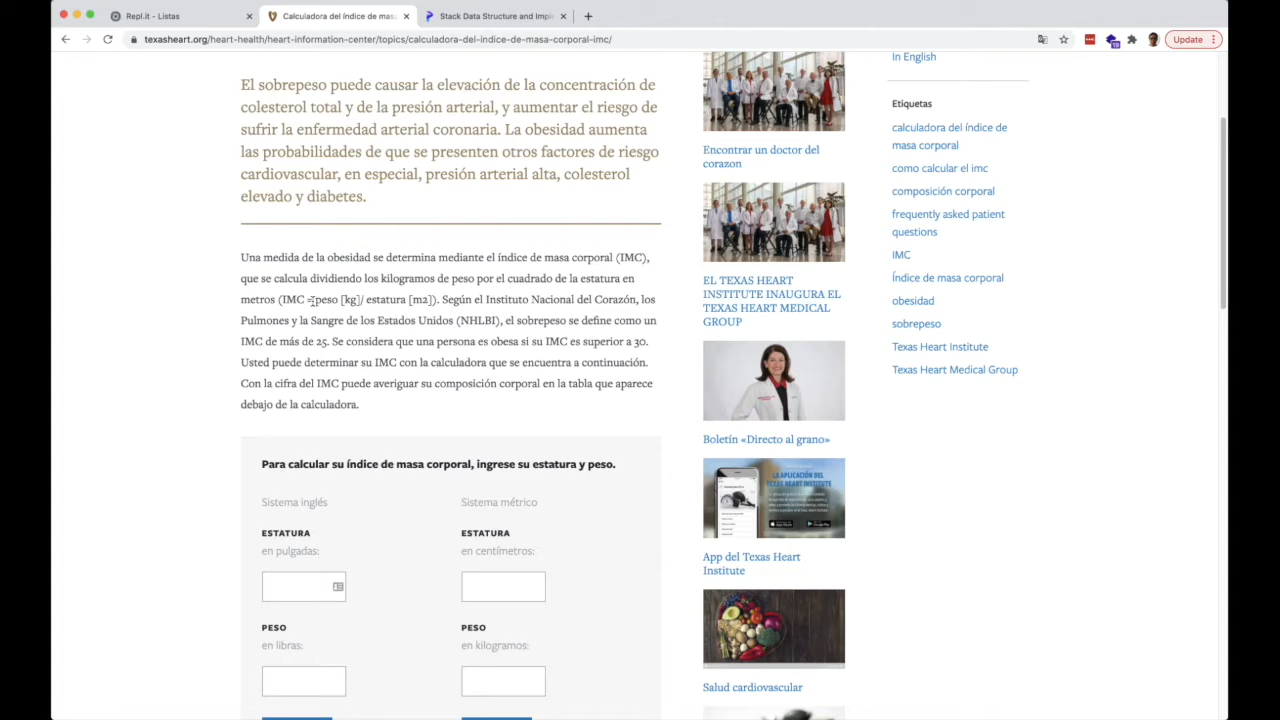 Repl.it - Listas
Calculadora del índice de masa
Stack Data Structure and Imple
texasheart.org/heart-health/heart-information-center/topics/calculadora-del-indice-de-masa-corporal-imc/
19
Update
El sobrepeso puede causar la elevación de la concentración de
colesterol total y de la presión arterial, y aumentar el riesgo de
sufrir la enfermedad arterial coronaria. La obesidad aumenta
las probabilidades de que se presenten otros factores de riesgo
cardiovascular, en especial, presión arterial alta, colesterol
elevado y diabetes.
Una medida de la obesidad se determina mediante el índice de masa corporal (IMC),
que se calcula dividiendo los kilogramos de peso por el cuadrado de la estatura en
metros (IMC = peso [kg]/ estatura [m2]). Según el Instituto Nacional del Corazón, los
Pulmones y la Sangre de los Estados Unidos (NHLBI), el sobrepeso se define como un
IMC de más de 25. Se considera que una persona es obesa si su IMC es superior a 30.
Usted puede determinar su IMC con la calculadora que se encuentra a continuación.
Con la cifra del IMC puede averiguar su composición corporal en la tabla que aparece
debajo de la calculadora.
Para calcular su índice de masa corporal, ingrese su estatura y peso.
Sistema inglés
ESTATURA
en pulgadas:
PESO
en libras:
Sistema métrico
ESTATURA
en centímetros:
PESO
en kilogramos:
Encontrar un doctor del
corazon
EL TEXAS HEART
INSTITUTE INAUGURA EL
TEXAS HEART MEDICAL
GROUP
Boletín «Directo al grano»
LA APLICACIÓN DEL
TEXAS HEART INSTITUTE
App del Texas Heart
Institute
Salud cardiovascular
In English
Etiquetas
calculadora del índice de
masa corporal
como calcular el imc
composición corporal
frequently asked patient
questions
IMC
Índice de masa corporal
obesidad
sobrepeso
Texas Heart Institute
Texas Heart Medical Group